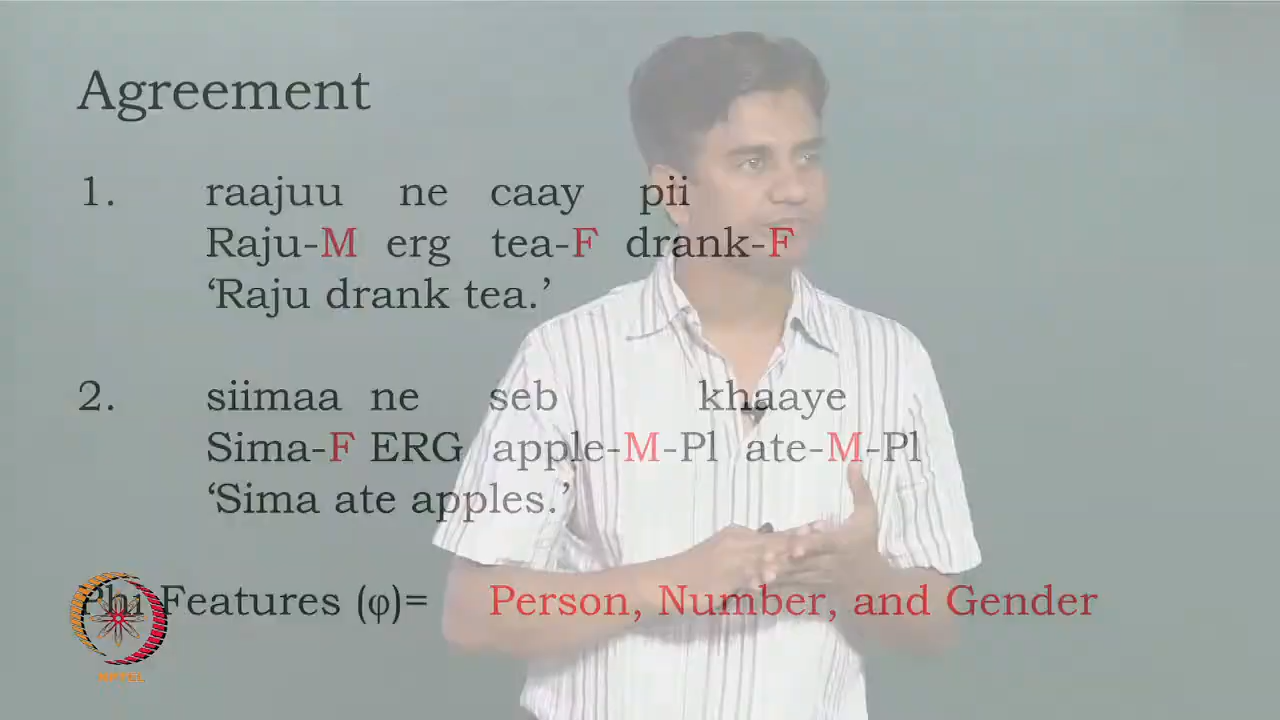 Agreement
1. raajuu ne caay pii
Raju-M erg tea-F drank-F
‘Raju drank tea.’
2. siimaa ne seb khaaye
Sima-F ERG apple-M-Pl ate-M-Pl
‘Sima ate apples.’
Phi Features (φ)= Person, Number, and Gender
NPTEL